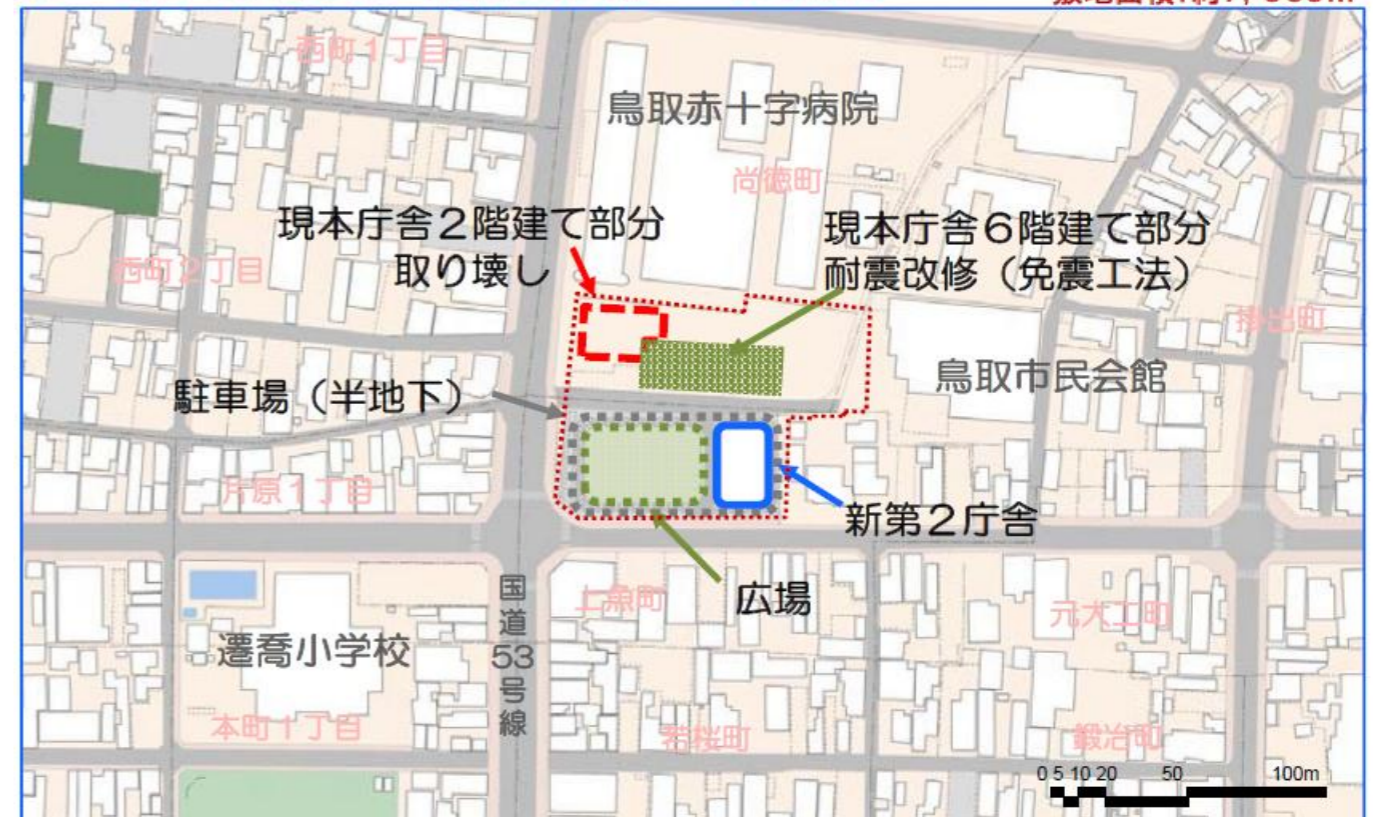 西町1丁目
鳥取赤十字病院
尚徳町
現本庁舎2階建て部分
取り壊し
現本庁舎6階建て部分
耐震改修（免震工法）
西町2丁目
掛出町
鳥取市民会館
駐車場（半地下）
片原1丁目
新第2庁舎
広場
国道53号線
上魚町
元大工町
遷喬小学校
本町1丁目
若桜町
鍛冶町
0 5 10 20 50 100m